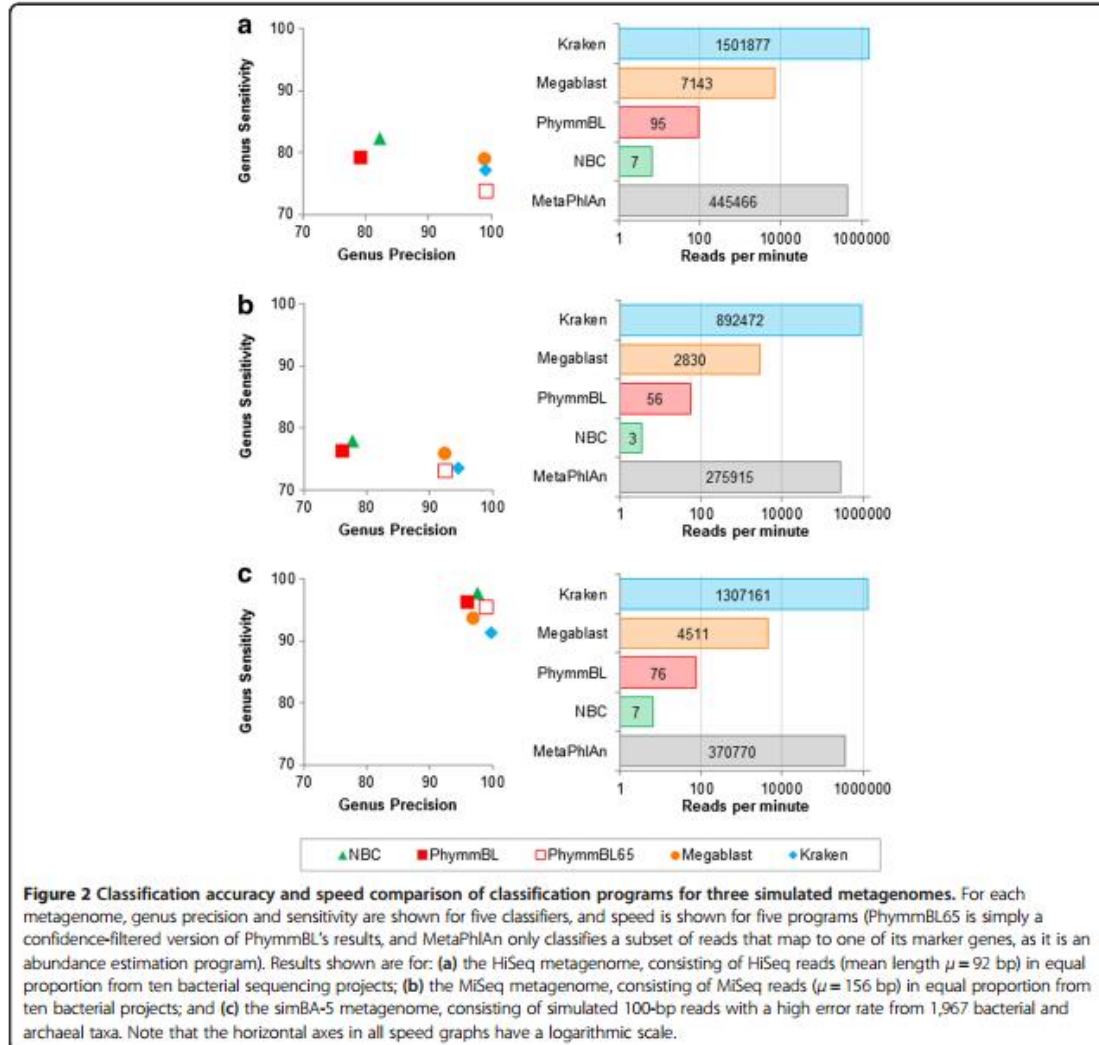 a
100
90
80
70
Genus Sensitivity
70 80 90 100
Genus Precision
Kraken 1501877
Megablast 7143
PhymmBL 95
NBC 7
MetaPhlAn 445466
1 100 10000 1000000
Reads per minute
b
100
90
80
70
Genus Sensitivity
70 80 90 100
Genus Precision
Kraken 892472
Megablast 2830
PhymmBL 56
NBC 3
MetaPhlAn 275915
1 100 10000 1000000
Reads per minute
c
100
90
80
70
Genus Sensitivity
70 80 90 100
Genus Precision
Kraken 1307161
Megablast 4511
PhymmBL 76
NBC 7
MetaPhlAn 370770
1 100 10000 1000000
Reads per minute
NBC PhymmBL PhymmBL65 Megablast Kraken
Figure 2 Classification accuracy and speed comparison of classification programs for three simulated metagenomes. For each
metagenome, genus precision and sensitivity are shown for five classifiers, and speed is shown for five programs (PhymmBL65 is simply a
confidence-filtered version of PhymmBL's results, and MetaPhlAn only classifies a subset of reads that map to one of its marker genes, as it is an
abundance estimation program). Results shown are for: (a) the HiSeq metagenome, consisting of HiSeq reads (mean length μ = 92 bp) in equal
proportion from ten bacterial sequencing projects; (b) the MiSeq metagenome, consisting of MiSeq reads (μ = 156 bp) in equal proportion from
ten bacterial projects; and (c) the simBA-5 metagenome, consisting of simulated 100-bp reads with a high error rate from 1,967 bacterial and
archaeal taxa. Note that the horizontal axes in all speed graphs have a logarithmic scale.